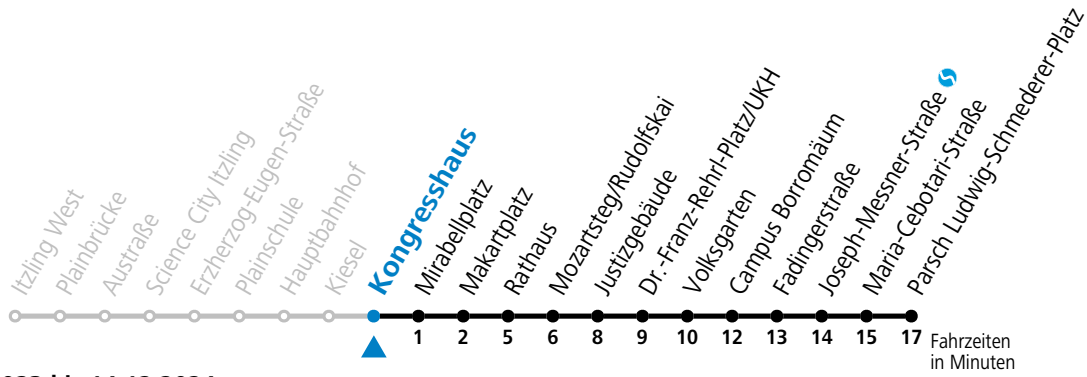 Itzling West
Plainbrücke
Austraße
Science City Itzling
Erzherzog-Eugen-Straße
Plainschule
Hauptbahnhof
Kiesel
Kongresshaus
Mirabellplatz
Makartplatz
Rathaus
Mozartsteg/Rudolfskai
Justizgebäude
Dr.-Franz-Rehrl-Platz/UKH
Volksgarten
Campus Borromäum
Fadingerstraße
Joseph-Messner-Straße
Maria-Cebotari-Straße
Parsch Ludwig-Schmederer-Platz
1 2 5 6 8 9 10 12 13 14 15 17
Fahrzeiten
in Minuten